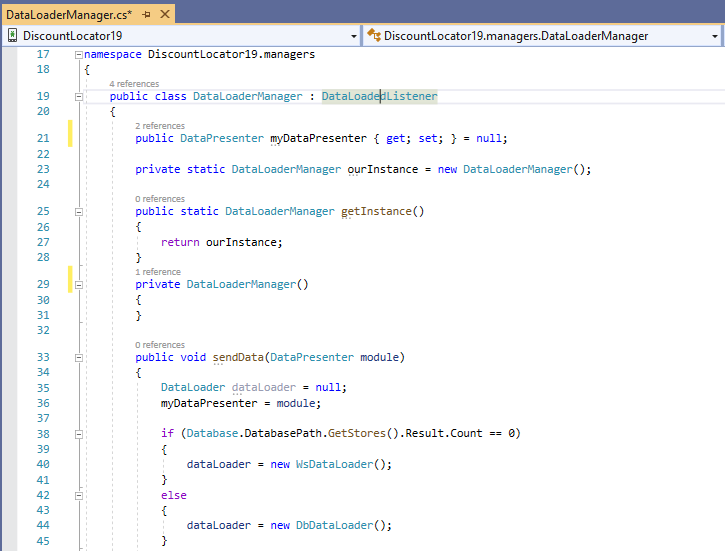 DataLoaderManager.cs*
DiscountLocator19 DiscountLocator19.managers.DataLoaderManager
17 namespace DiscountLocator19.managers
18 {
4 references
19 public class DataLoaderManager : DataLoadedListener
20 {
2 references
21 public DataPresenter myDataPresenter { get; set; } = null;
22
23 private static DataLoaderManager ourInstance = new DataLoaderManager();
24
0 references
25 public static DataLoaderManager getInstance()
26 {
27 return ourInstance;
28 }
1 reference
29 private DataLoaderManager()
30 {
31 }
32
0 references
33 public void sendData(DataPresenter module)
34 {
35 DataLoader dataLoader = null;
36 myDataPresenter = module;
37
38 if (Database.DatabasePath.GetStores().Result.Count == 0)
39 {
40 dataLoader = new WsDataLoader();
41 }
42 else
43 {
44 dataLoader = new DbDataLoader();
45 }